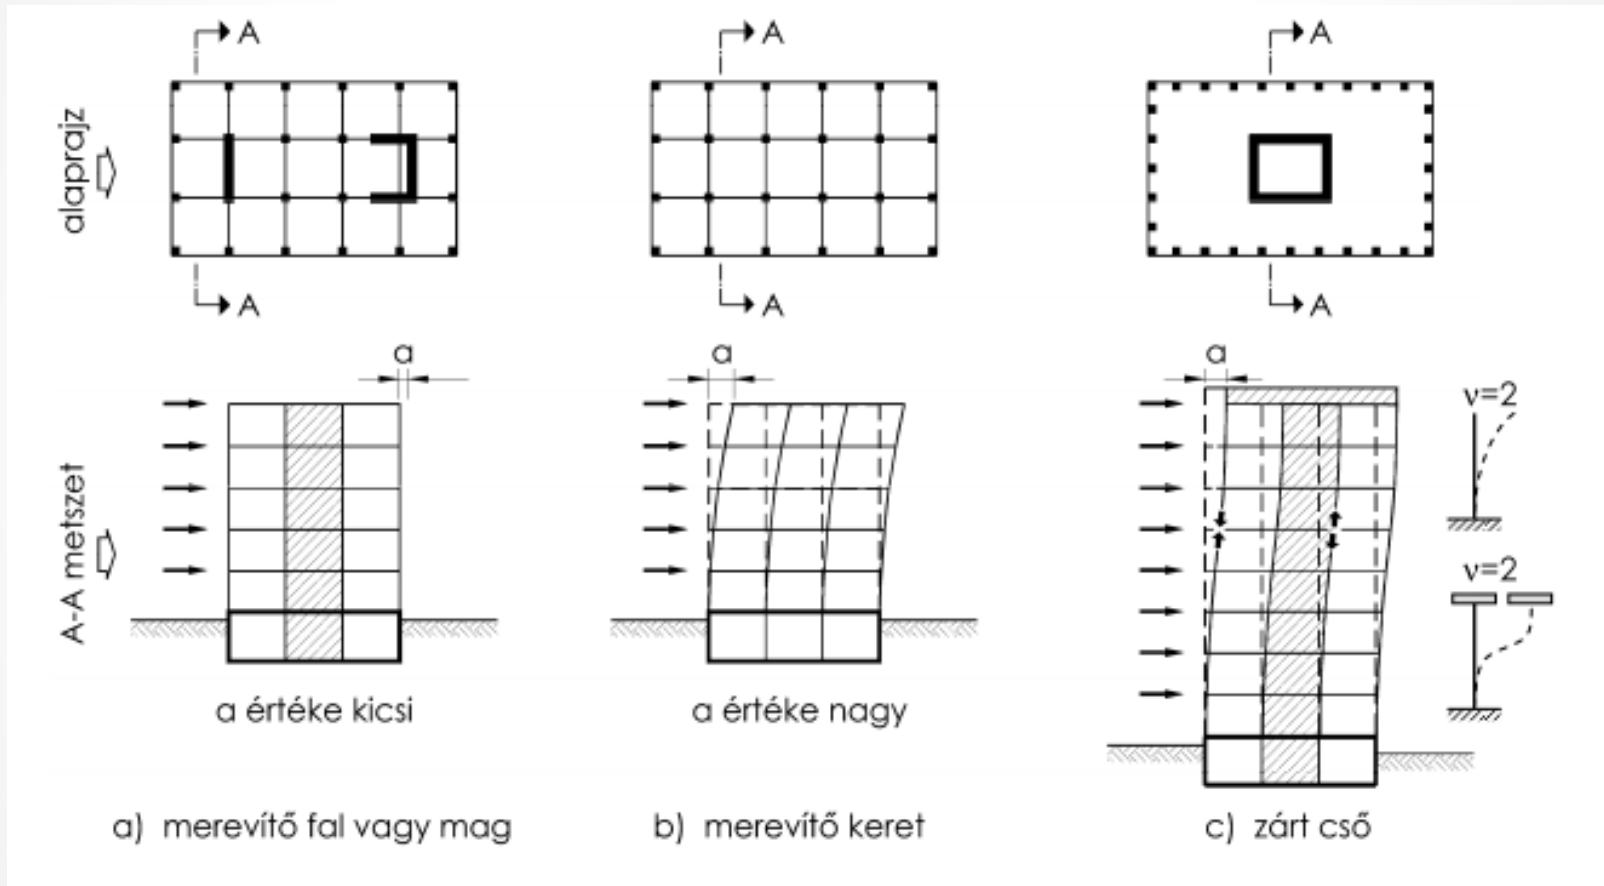 A
A
A
alaprajz
A
A
A
a
a
a
ν=2
ν=2
A-A metszet
a értéke kicsi
a értéke nagy
a) merevítő fal vagy mag
b) merevítő keret
c) zárt cső